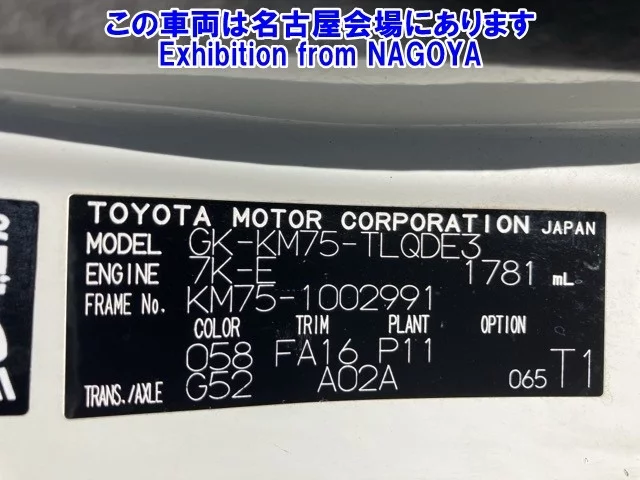 この車両は名古屋会場にあります
Exhibition from NAGOYA
TOYOTA MOTOR CORPORATION JAPAN
MODEL GK-KM75-TLQDE3
ENGINE 7K-E 1781 mL
FRAME No. KM75-1002991
COLOR TRIM PLANT OPTION
058 FA16 P11
TRANS./AXLE G52 A02A 065 T1